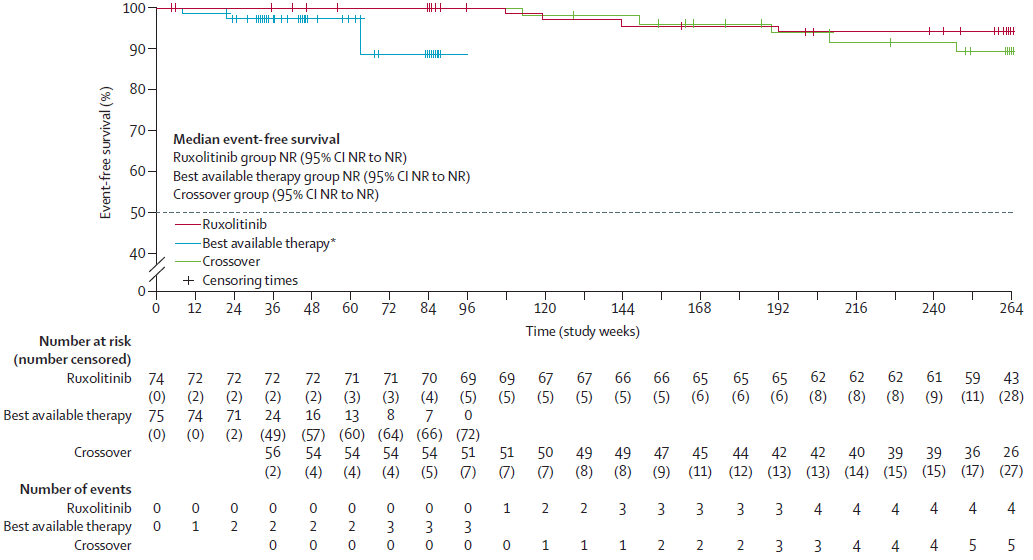 100
90
80
70
60
50
40
0
Event-free survival (%)
Median event-free survival
Ruxolitinib group NR (95% CI NR to NR)
Best available therapy group NR (95% CI NR to NR)
Crossover group (95% CI NR to NR)
Ruxolitinib
Best available therapy*
Crossover
Censoring times
0 12 24 36 48 60 72 84 96 120 144 168 192 216 240 264
Time (study weeks)
Number at risk
(number censored)
Ruxolitinib 74 72 72 72 72 71 71 70 69 69 67 67 66 66 65 65 65 62 62 62 61 59 43
(0) (2) (2) (2) (2) (3) (3) (4) (5) (5) (5) (5) (5) (5) (6) (6) (6) (8) (8) (8) (9) (11) (28)
Best available therapy 75 74 71 24 16 13 8 7 0
(0) (0) (2) (49) (57) (60) (64) (66) (72)
Crossover 56 54 54 54 54 51 51 50 49 49 47 45 44 42 42 40 39 39 36 26
(2) (4) (4) (4) (5) (7) (7) (7) (8) (8) (9) (11) (12) (13) (13) (14) (15) (15) (17) (27)
Number of events
Ruxolitinib 0 0 0 0 0 0 0 0 0 1 2 2 3 3 3 3 3 4 4 4 4 4 4
Best available therapy 0 1 2 2 2 2 3 3 3
Crossover 0 0 0 0 0 0 0 1 1 1 2 2 2 3 3 4 4 4 5 5